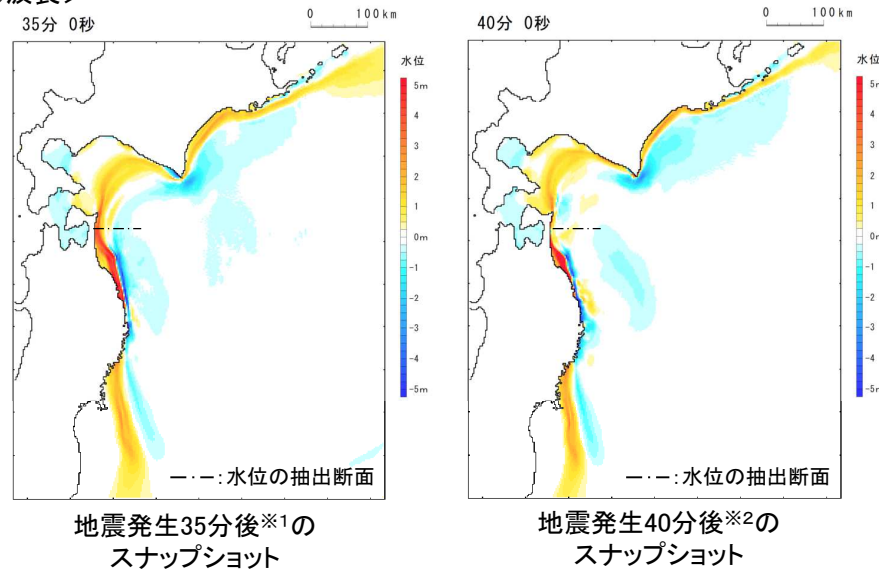 35分 0秒
0 100km
水位
5m
4
3
2
1
0m
-1
-2
-3
-4
-5m
—・—:水位の抽出断面
地震発生35分後※1の
スナップショット
40分 0秒
0 100km
水位
5m
4
3
2
1
0m
-1
-2
-3
-4
-5m
—・—:水位の抽出断面
地震発生40分後※2の
スナップショット